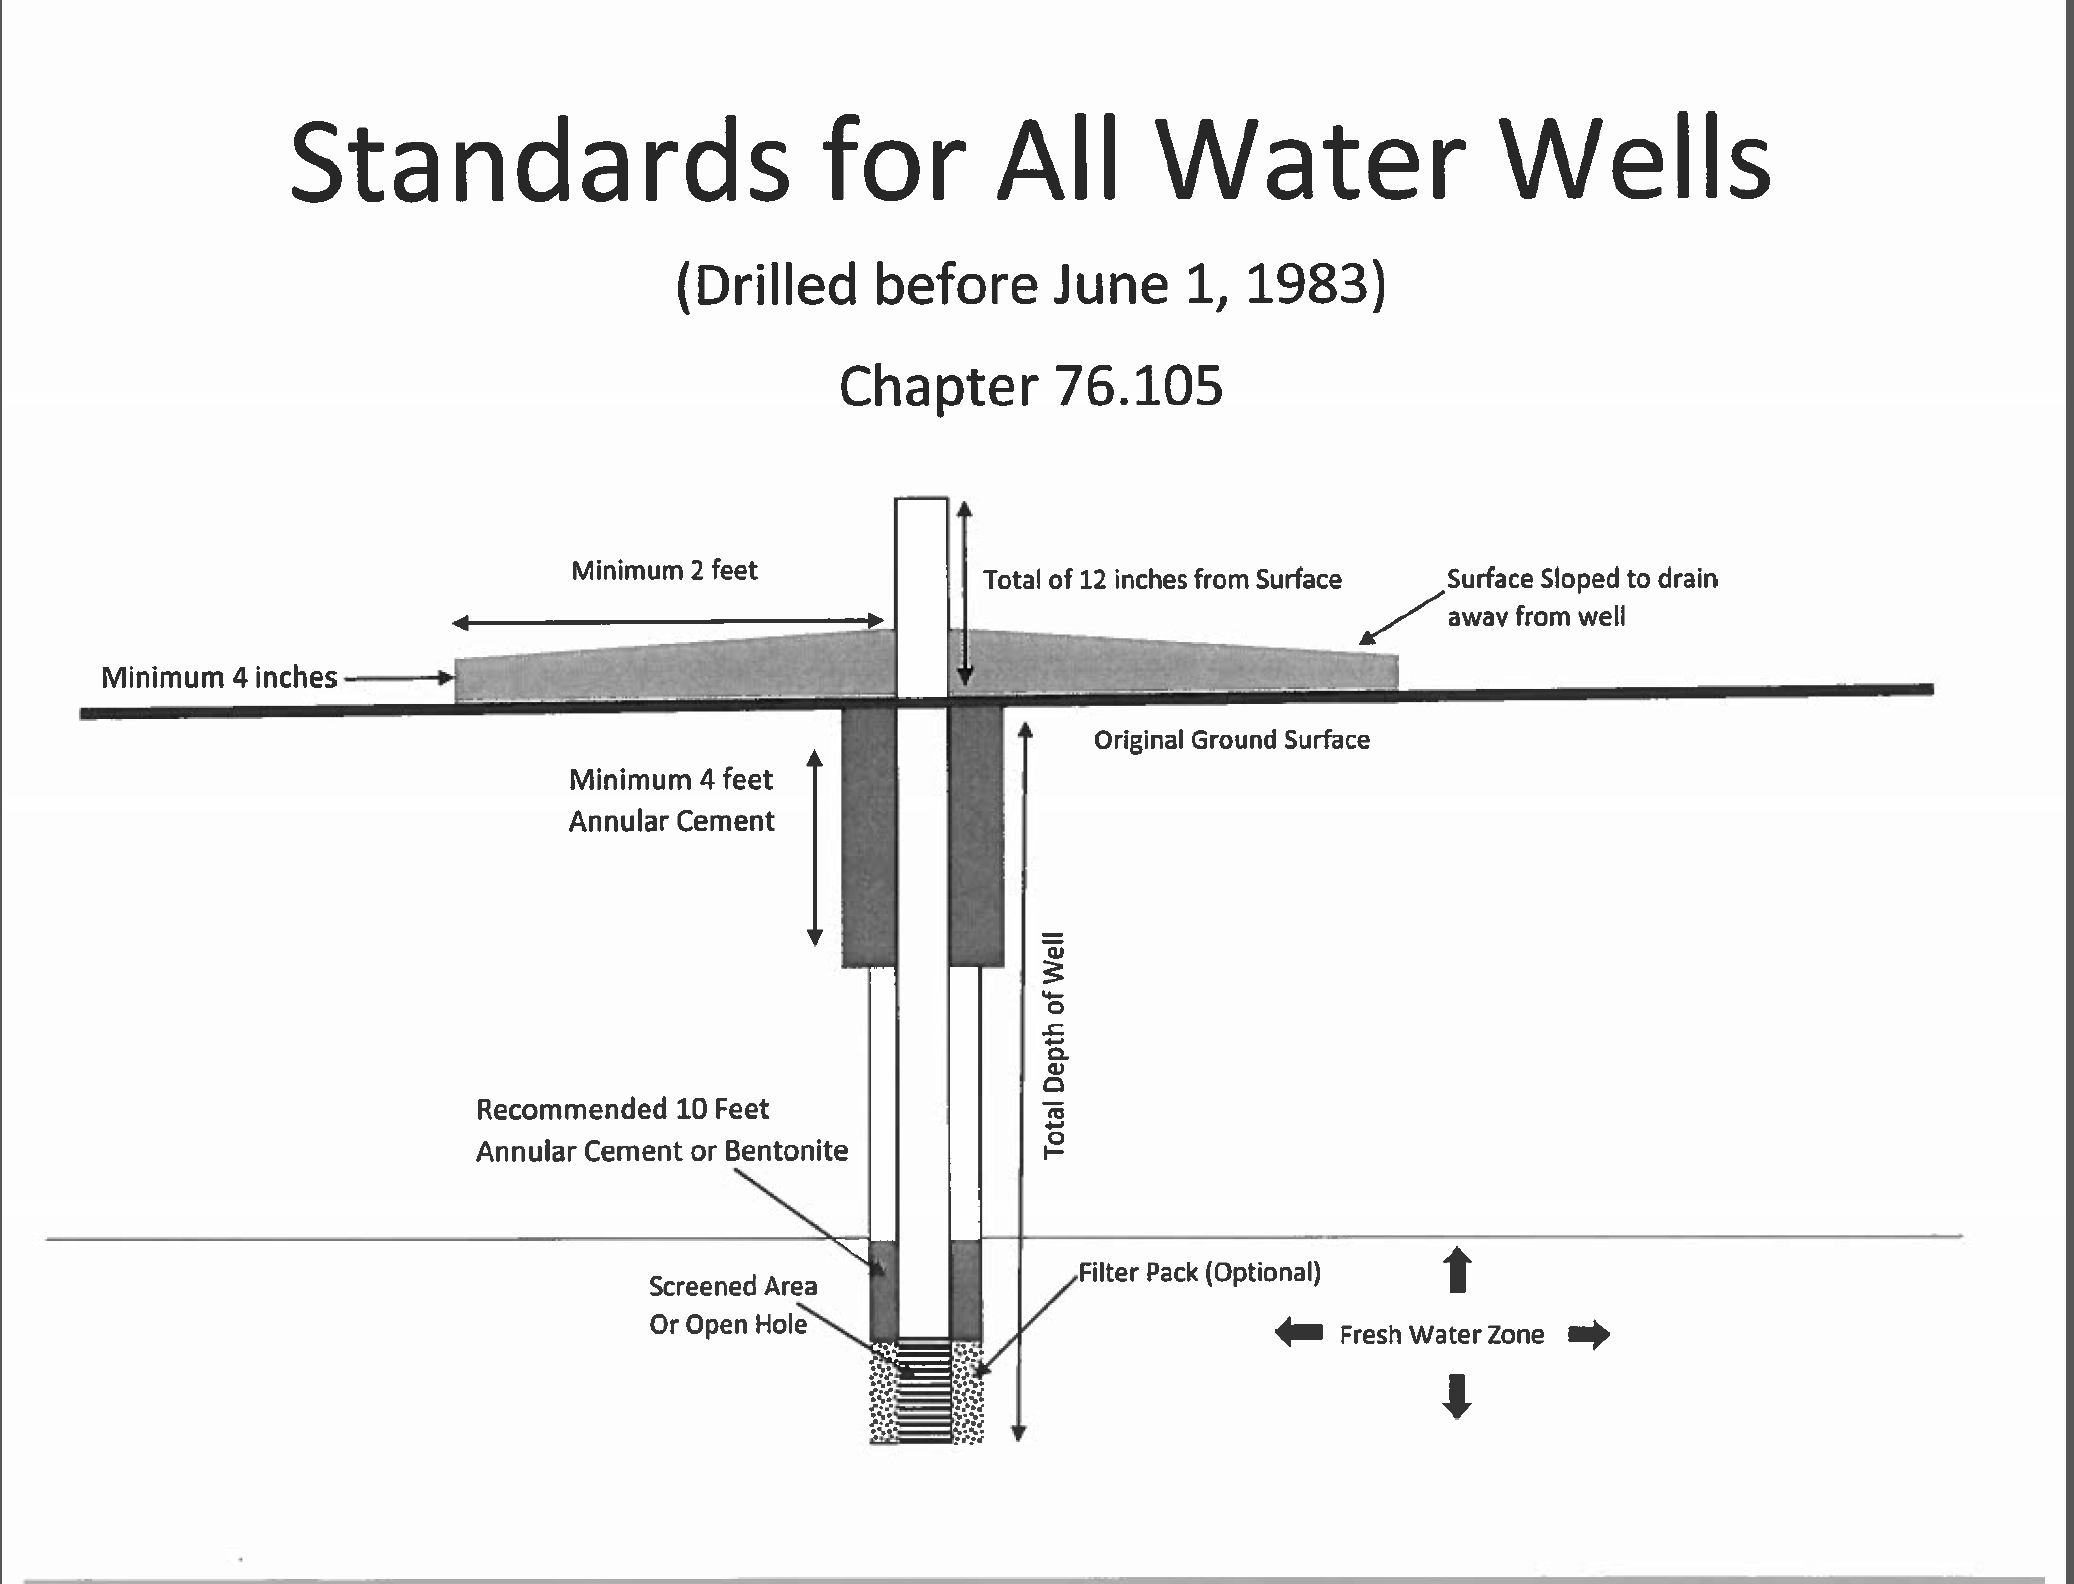 Standards for All Water Wells
(Drilled before June 1, 1983)
Chapter 76.105
Minimum 2 feet
Total of 12 inches from Surface
Surface Sloped to drain
away from well
Minimum 4 inches
Original Ground Surface
Minimum 4 feet
Annular Cement
Total Depth of Well
Recommended 10 Feet
Annular Cement or Bentonite
Screened Area
Or Open Hole
Filter Pack (Optional)
Fresh Water Zone